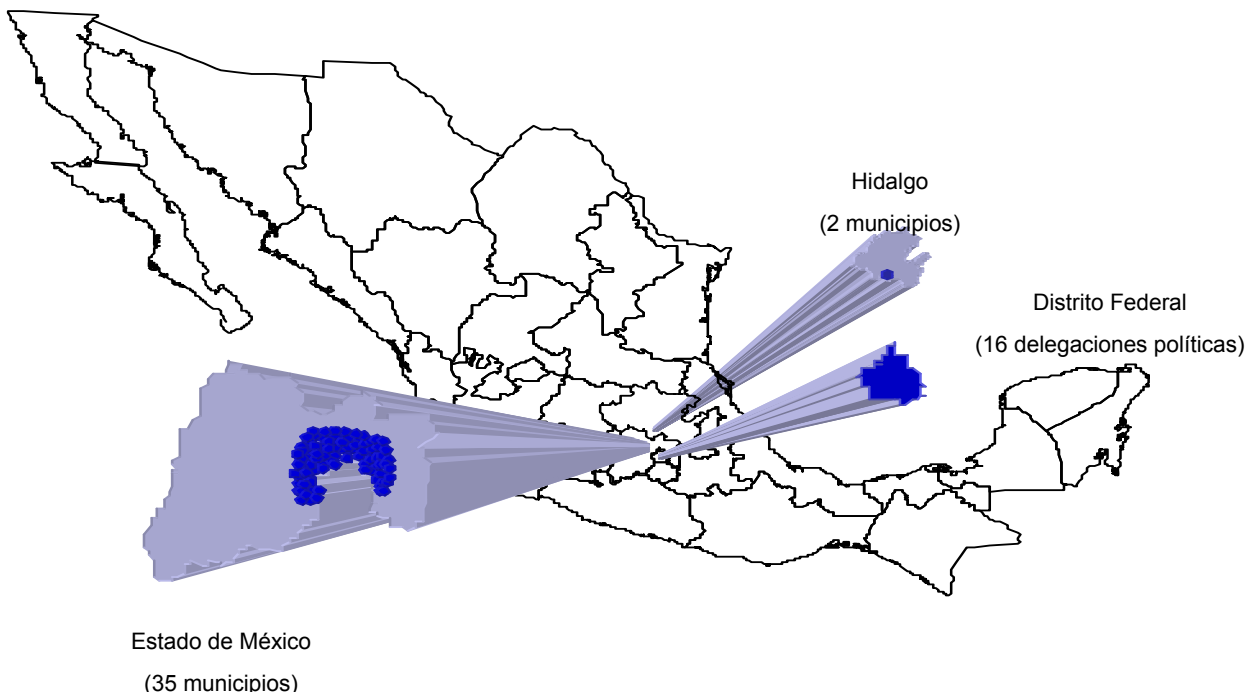 Hidalgo
(2 municipios)
Distrito Federal
(16 delegaciones políticas)
Estado de México
(35 municipios)